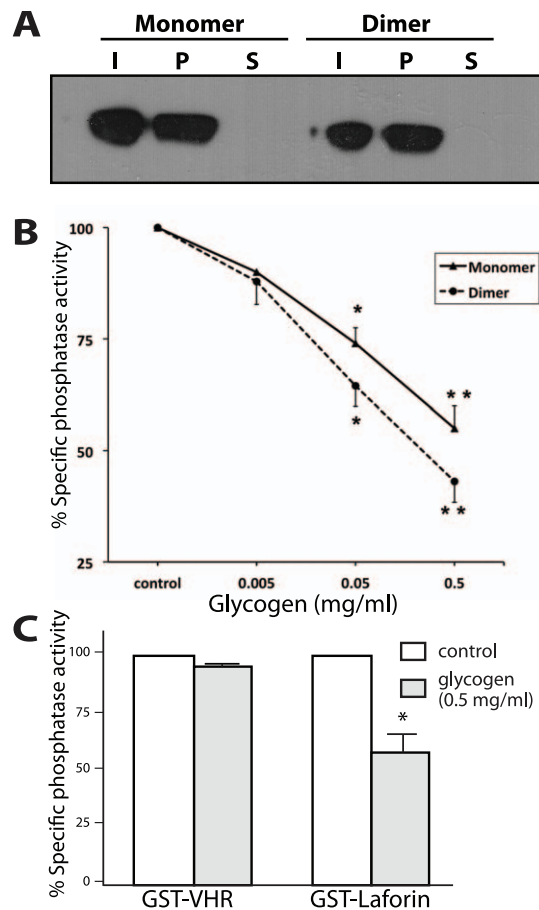 A
Monomer Dimer
I P S I P S
B
% Specific phosphatase activity
100
75
50
25
Monomer
Dimer
*
*
* *
* *
control 0.005 0.05 0.5
Glycogen (mg/ml)
C
% Specific phosphatase activity
100
75
50
25
0
control
glycogen
(0.5 mg/ml)
*
GST-VHR GST-Laforin